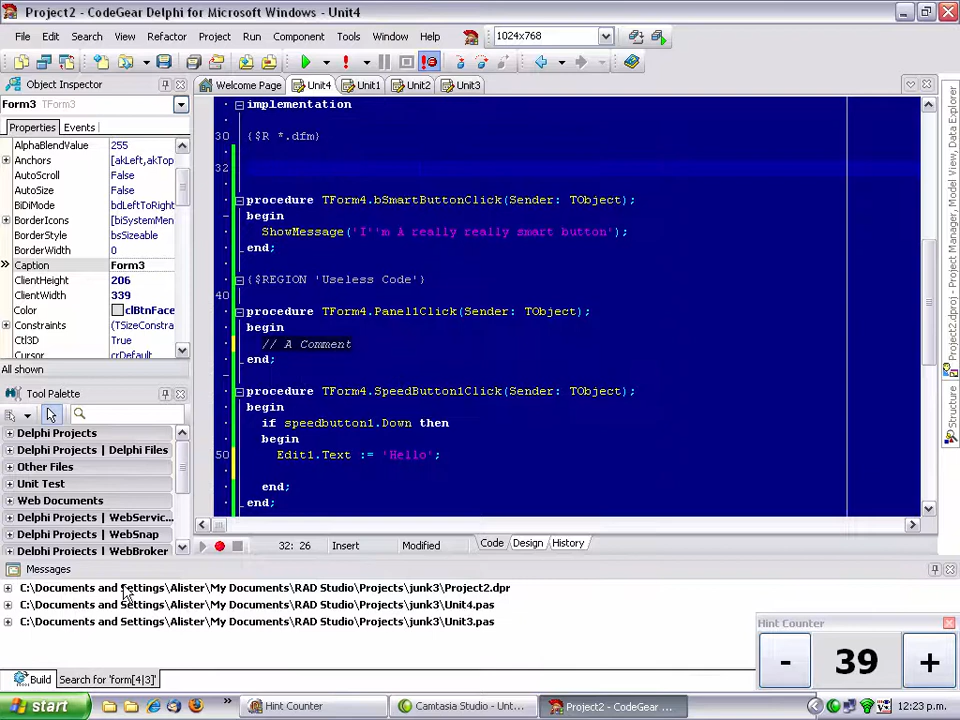 Project2 - CodeGear Delphi for Microsoft Windows - Unit4
File Edit Search View Refactor Project Run Component Tools Window Help 1024x768
Object Inspector
Welcome Page Unit4 Unit1 Unit2 Unit3
Form3 TForm3
Properties Events
AlphaBlendValue 255
Anchors [akLeft,akTop
AutoScroll False
AutoSize False
BiDiMode bdLeftToRight
BorderIcons [biSystemMen
BorderStyle bsSizeable
BorderWidth 0
Caption Form3
ClientHeight 206
ClientWidth 339
Color clBtnFace
Constraints (TSizeConstra
Ctl3D True
Cursor crDefault
All shown
implementation
30 {$R *.dfm}
32
procedure TForm4.bSmartButtonClick(Sender: TObject);
begin
ShowMessage('I''m A really really smart button');
end;
{$REGION 'Useless Code'}
40
procedure TForm4.Panel1Click(Sender: TObject);
begin
// A Comment
end;
procedure TForm4.SpeedButton1Click(Sender: TObject);
begin
if speedbutton1.Down then
begin
50 Edit1.Text := 'Hello';
end;
end;
Tool Palette
Delphi Projects
Delphi Projects | Delphi Files
Other Files
Unit Test
Web Documents
Delphi Projects | WebServic...
Delphi Projects | WebSnap
Delphi Projects | WebBroker
32: 26 Insert Modified Code Design History
Project2.dproj - Project Manager, Model View, Data Explorer
Structure
Messages
C:\Documents and Settings\Alister\My Documents\RAD Studio\Projects\junk3\Project2.dpr
C:\Documents and Settings\Alister\My Documents\RAD Studio\Projects\junk3\Unit4.pas
C:\Documents and Settings\Alister\My Documents\RAD Studio\Projects\junk3\Unit3.pas
Hint Counter
- 39 +
Build Search for 'form[4|3]'
start Hint Counter Camtasia Studio - Unt... Project2 - CodeGear ... 12:23 p.m.